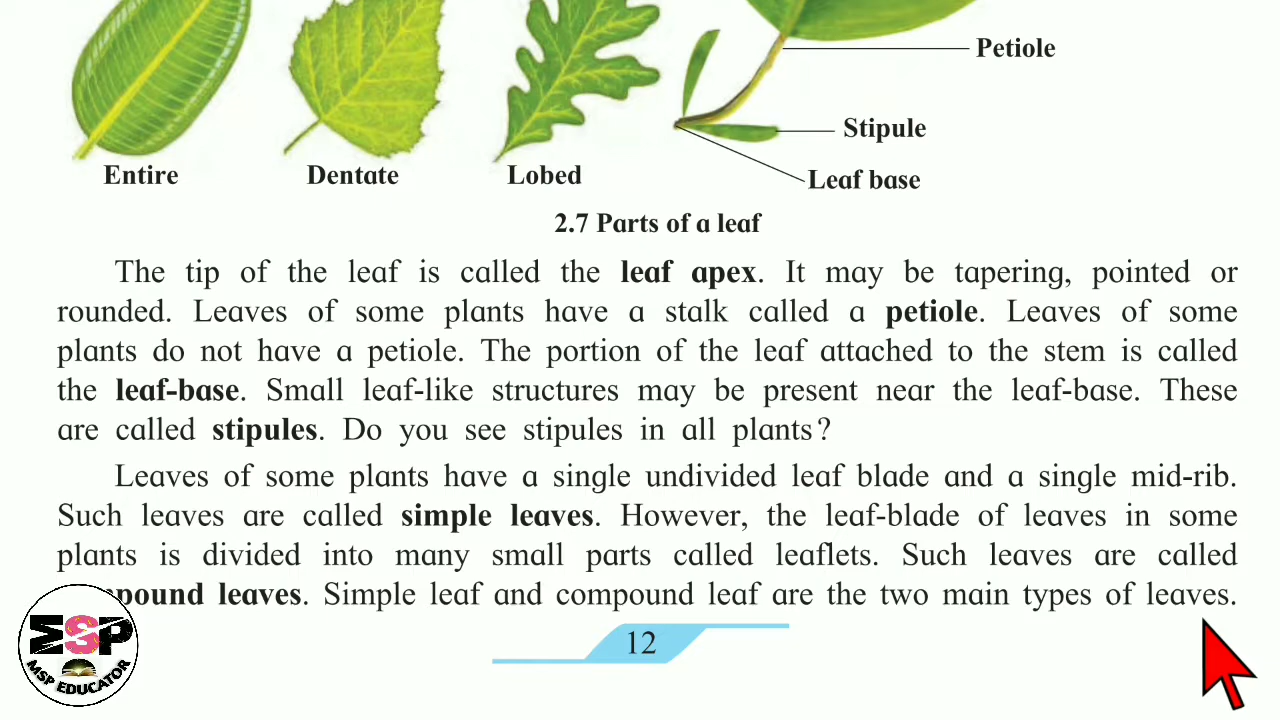 Petiole
Stipule
Entire Dentate Lobed
Leaf base
2.7 Parts of a leaf
The tip of the leaf is called the leaf apex. It may be tapering, pointed or
rounded. Leaves of some plants have a stalk called a petiole. Leaves of some
plants do not have a petiole. The portion of the leaf attached to the stem is called
the leaf-base. Small leaf-like structures may be present near the leaf-base. These
are called stipules. Do you see stipules in all plants?
Leaves of some plants have a single undivided leaf blade and a single mid-rib.
Such leaves are called simple leaves. However, the leaf-blade of leaves in some
plants is divided into many small parts called leaflets. Such leaves are called
pound leaves. Simple leaf and compound leaf are the two main types of leaves.
12
MSP
MSP EDUCATOR